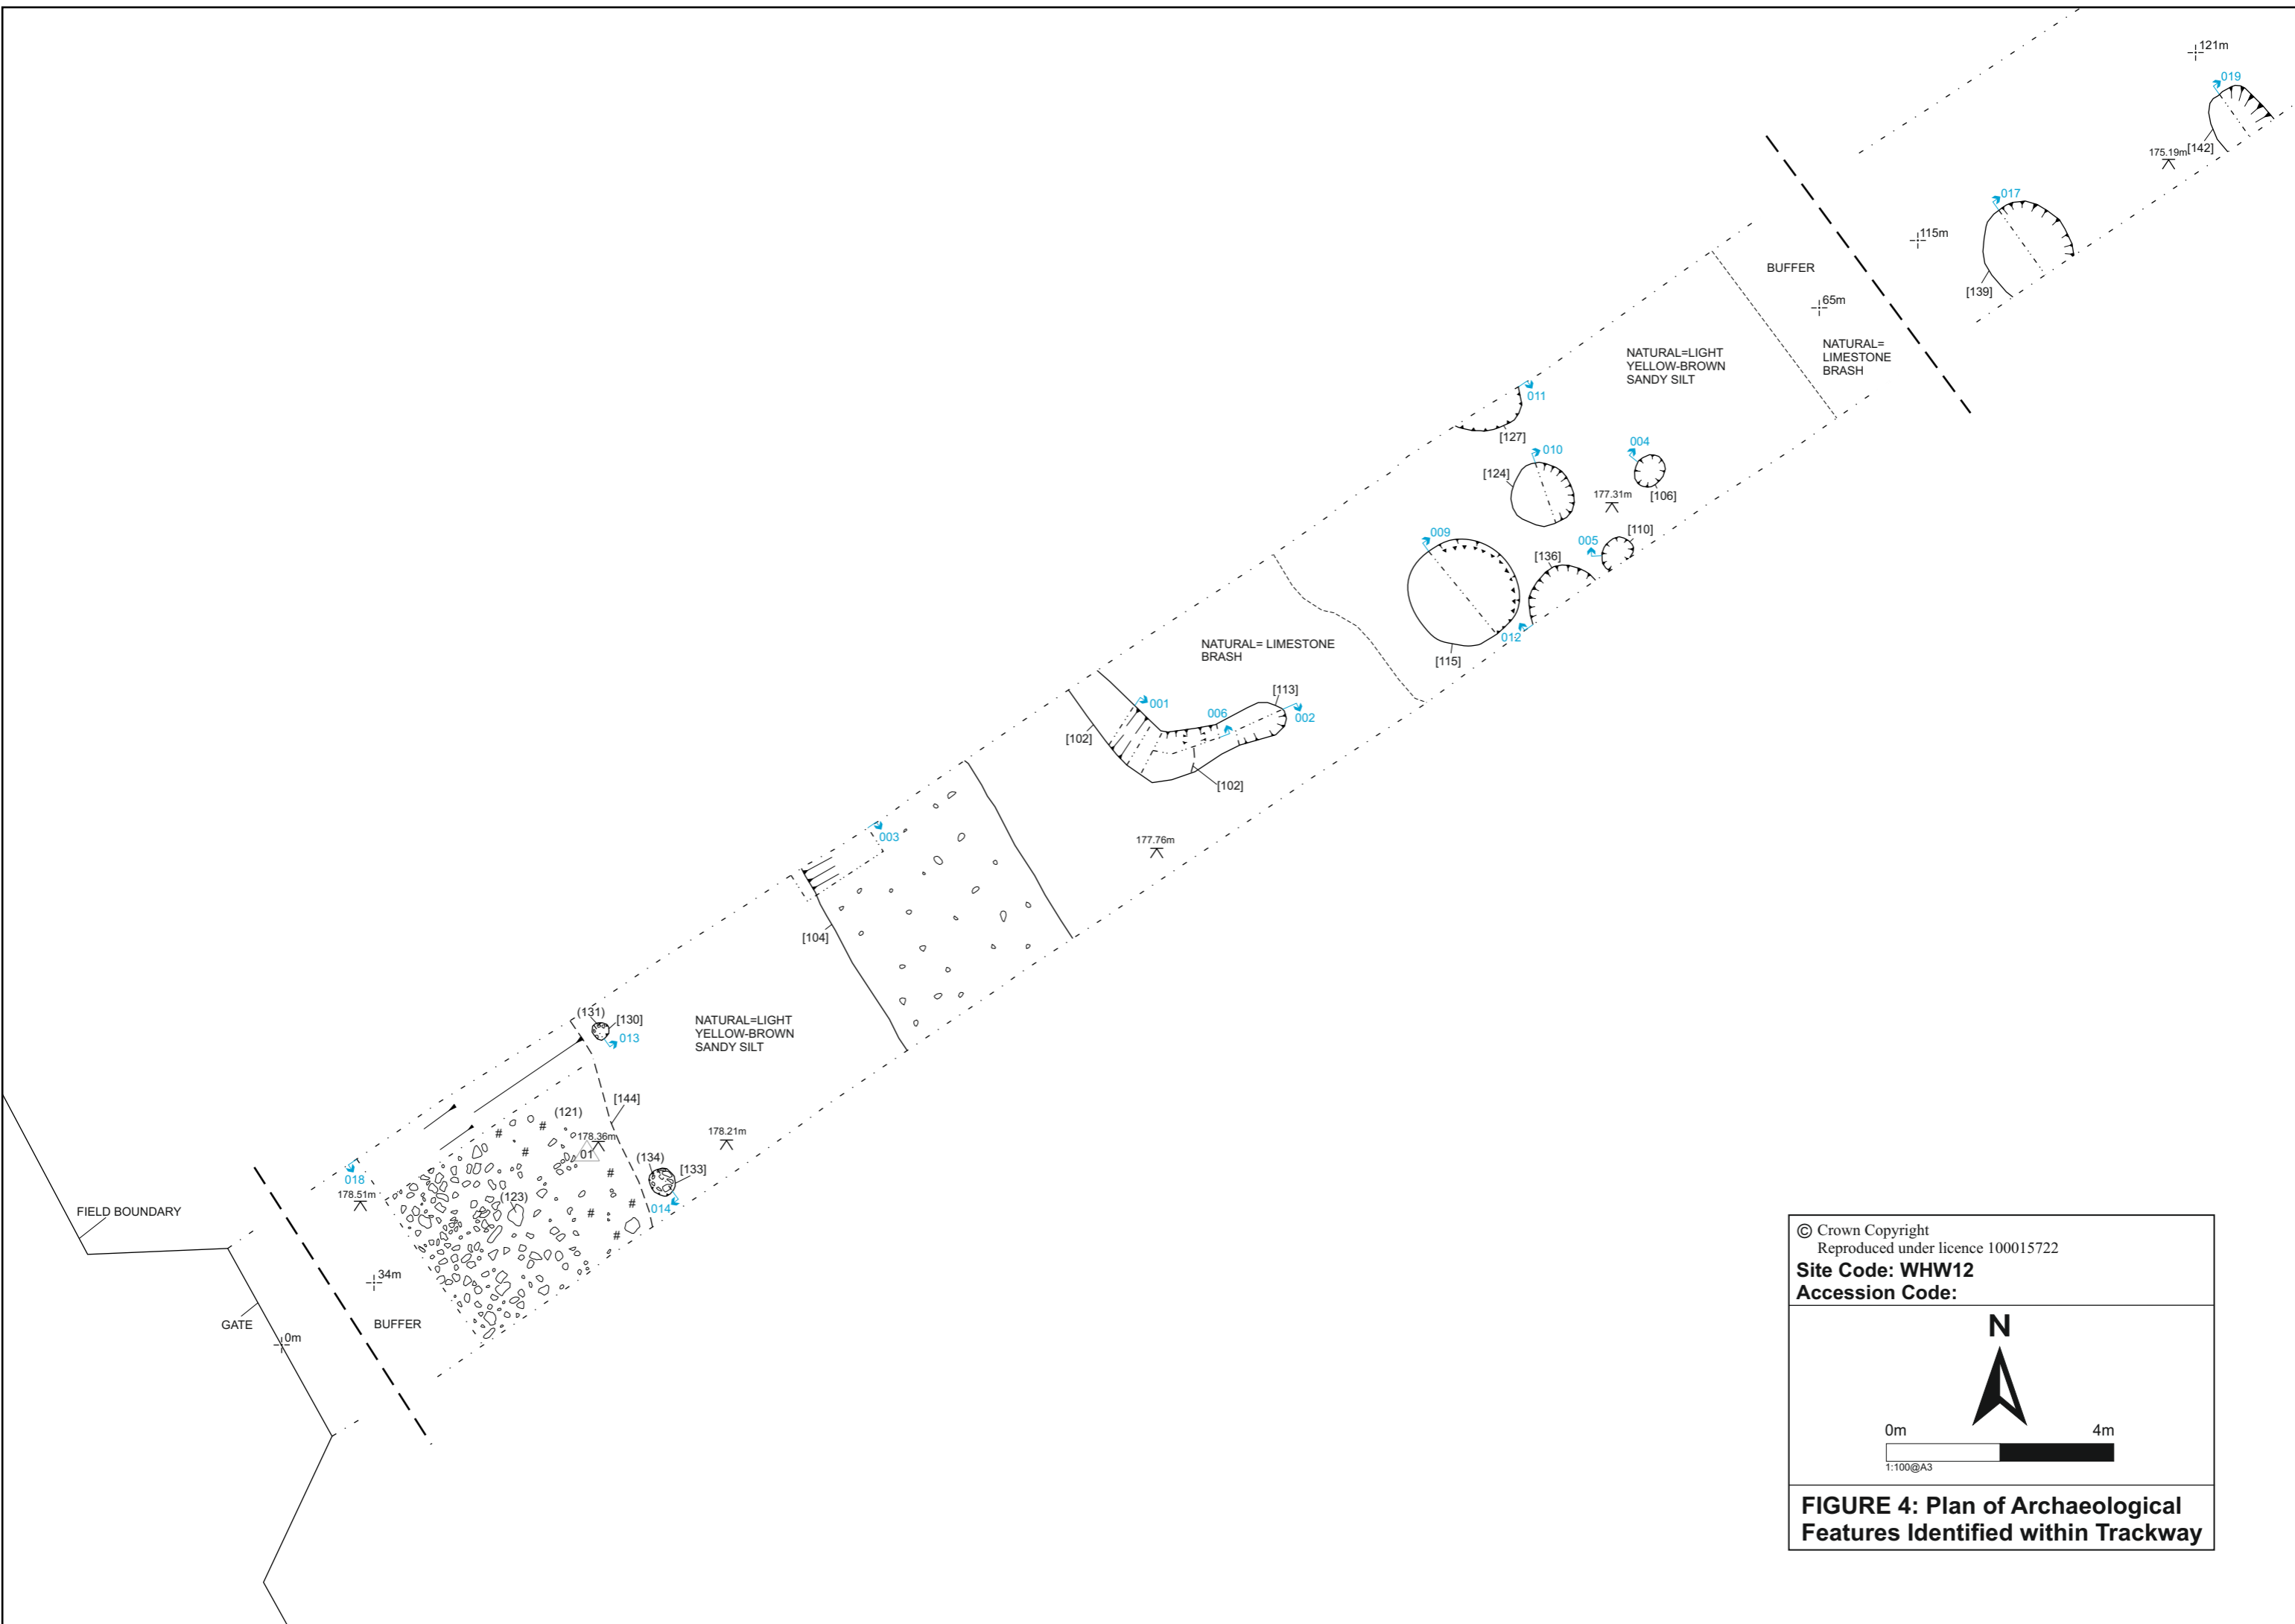 121m
019
175.19m
[142]
017
115m
[139]
BUFFER
65m
NATURAL=
LIMESTONE
BRASH
NATURAL=LIGHT
YELLOW-BROWN
SANDY SILT
011
[127]
010
[124]
004
[106]
177.31m
009
005
[110]
[136]
012
[115]
NATURAL= LIMESTONE
BRASH
[113]
001
006
002
[102]
[102]
177.76m
003
[104]
(131)
[130]
013
NATURAL=LIGHT
YELLOW-BROWN
SANDY SILT
[144]
(121)
# # # # # # #
178.36m
01
178.21m
(134)
[133]
014
018
178.51m
(123)
FIELD BOUNDARY
34m
GATE
0m
BUFFER
© Crown Copyright
Reproduced under licence 100015722
Site Code: WHW12
Accession Code:
N
0m 4m
1:100@A3
FIGURE 4: Plan of Archaeological
Features Identified within Trackway